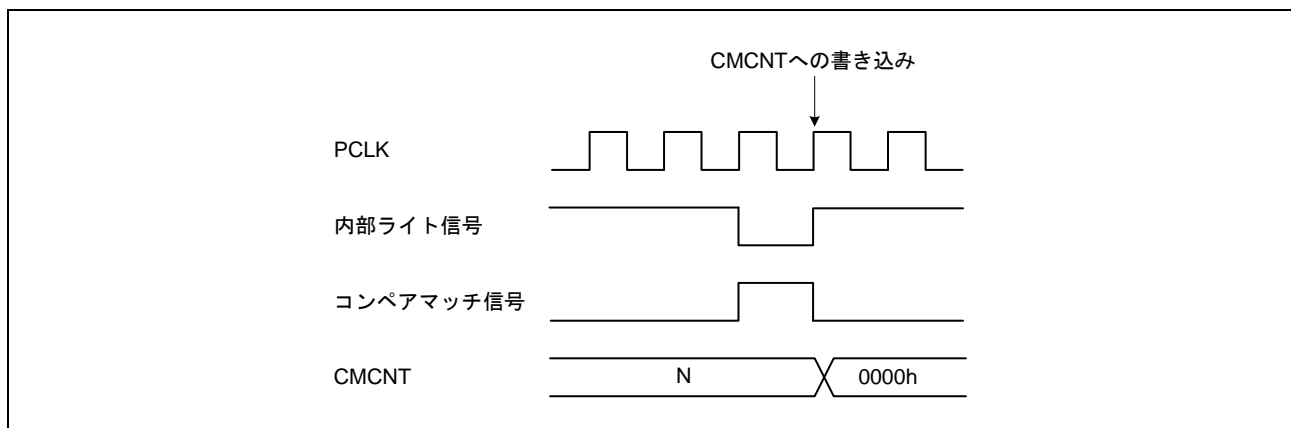 CMCNTへの書き込み
PCLK
内部ライト信号
コンペアマッチ信号
CMCNT
N
0000h